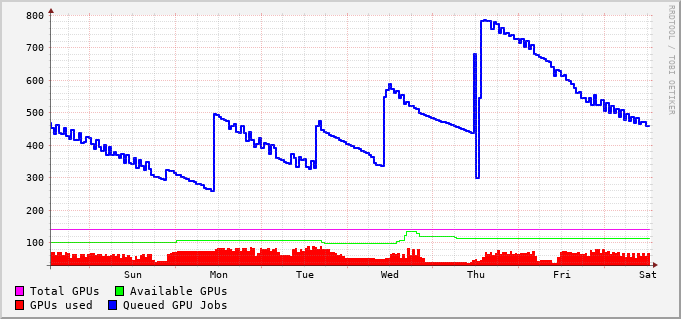 800
700
600
500
400
300
200
100
Sun Mon Tue Wed Thu Fri Sat
Total GPUs Available GPUs
GPUs used Queued GPU Jobs
RRDTOOL / TOBI OETIKER